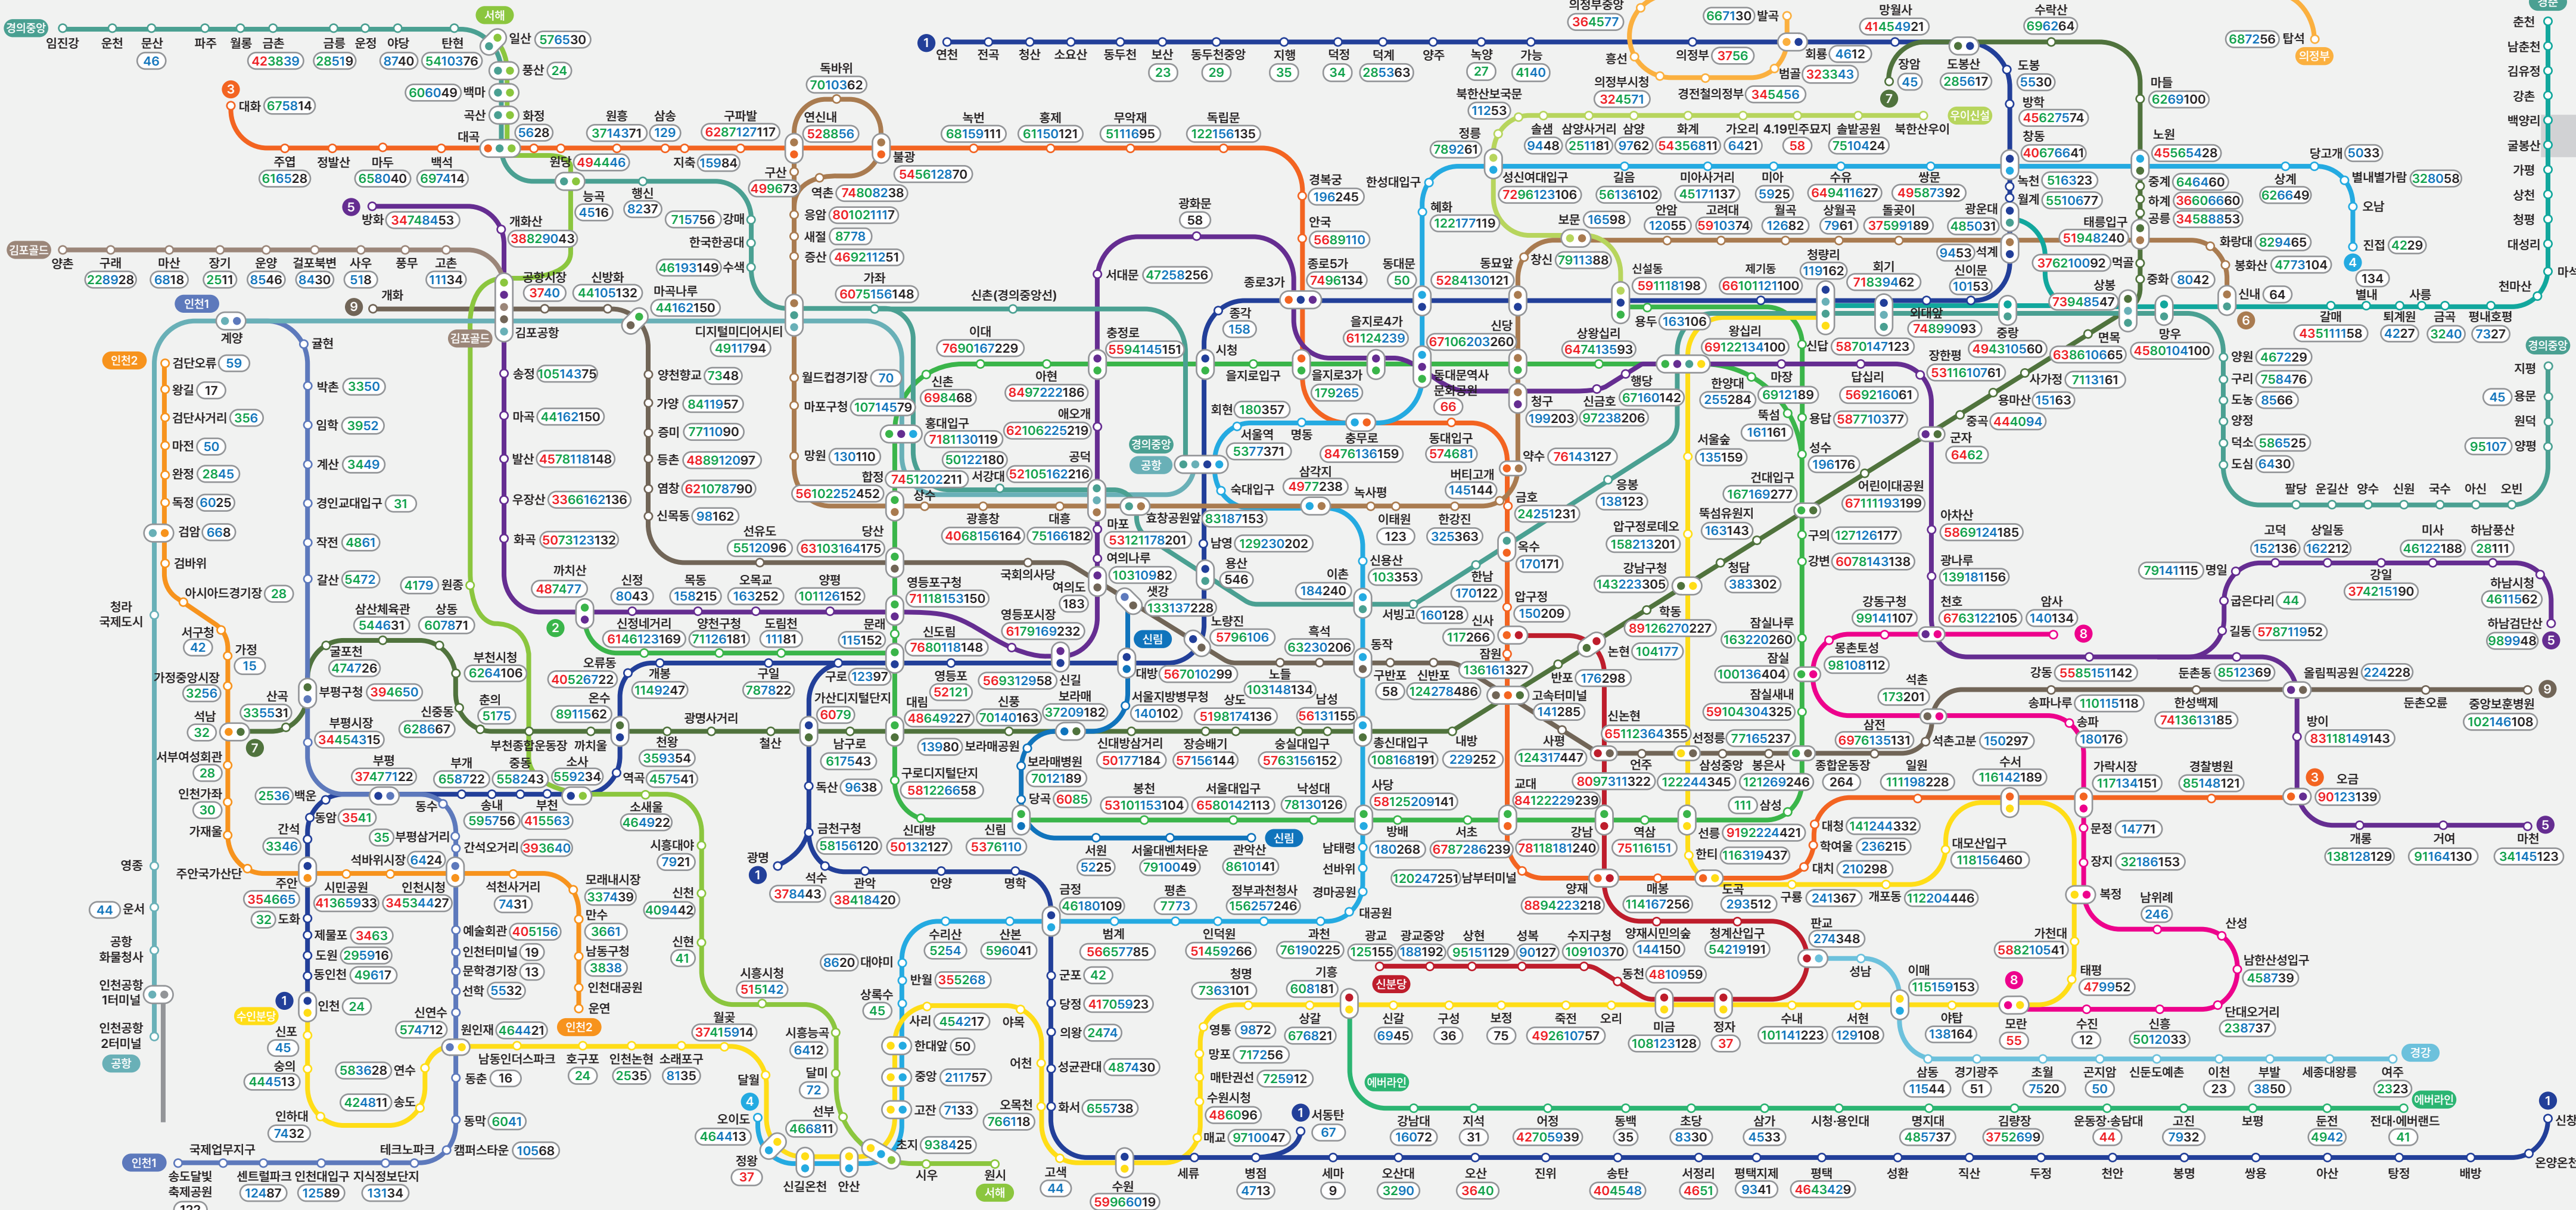 경의중앙
임진강
운천
문산
46
파주
월롱
금촌
423839
금릉
28519
운정
야당
8740
탄현
5410376
서해
일산 576530
풍산 24
606049 백마
곡산
대곡
화정
5628
3
대화 675814
주엽
616528
정발산
마두
658040
백석
697414
원당 494446
원흥
3714371
삼송
129
지축 15984
구파발
6287127117
독바위
7010362
연신내
528856
불광
545612870
구산
499673
역촌 74808238
응암 801021117
새절 8778
증산 469211251
녹번
68159111
홍제
61150121
무악재
5111695
독립문
122156135
경복궁
196245
안국
5689110
종로3가
종로5가
7496134
능곡
4516
행신
8237
715756 강매
한국항공대
46193149 수색
5
방화 34748453
개화산
38829043
김포골드
양촌
구래
228928
마산
6818
장기
2511
운양
8546
걸포북변
8430
사우
518
풍무
고촌
11134
공항시장
3740
신방화
44105132
마곡나루
44162150
9
개화
김포공항
인천1
계양
귤현
박촌 3350
임학 3952
계산 3449
경인교대입구 31
작전 4861
갈산 5472
인천2
검단오류 59
왕길 17
검단사거리 356
마전 50
완정 2845
독정 6025
검암 668
검바위
아시아드경기장 28
서구청
42
가정
15
가정중앙시장
3256
석남
32
서부여성회관
28
인천가좌
30
가재울
주안국가산단
청라
국제도시
영종
44 운서
공항
화물청사
인천공항
1터미널
인천공항
2터미널
공항
송정 10514375
마곡 44162150
발산 4578118148
우장산 3366162136
화곡 5073123132
까치산
487477
양천향교 7348
가양 8411957
증미 7711090
등촌 488912097
염창 621078790
신목동 98162
선유도
5512096
당산
63103164175
디지털미디어시티
4911794
가좌
6075156148
월드컵경기장 70
마포구청 10714579
망원 130110
합정
56102252452
상수
7451202211
홍대입구
7181130119
신촌
698468
이대
7690167229
아현
8497222186
충정로
5594145151
신촌(경의중앙선)
서강대
50122180
애오개
62106225219
공덕
52105162216
광흥창
4068156164
대흥
75166182
효창공원앞 83187153
마포
53121178201
여의나루
10310982
여의도
183
서대문 47258256
광화문
58
종각
158
시청
을지로입구
을지로3가
179265
을지로4가
61124239
동대문
50
동대문역사
문화공원
66
회현 180357
서울역
5377371
명동
충무로
8476136159
동대입구
574681
숙대입구
삼각지
4977238
녹사평
이태원
123
한강진
325363
버티고개
145144
약수 76143127
금호
24251231
옥수
170171
압구정
150209
신사
117266
잠원
136161327
남영 129230202
용산
546
신용산
103353
이촌
184240
서빙고 160128
한남
170122
1
연천
전곡
청산
소요산
동두천
보산
23
동두천중앙
29
지행
35
덕정
34
덕계
285363
양주
녹양
27
가능
4140
의정부 3756
회룡 4612
망월사
41454921
도봉산
285617
도봉
5530
방학
45627574
창동
40676641
녹천 516323
월계 5510677
광운대
485031
석계
9453
신이문
10153
외대앞
74899093
회기
71839462
청량리
119162
제기동
66101121100
신설동
591118198
동묘앞
5284130121
의정부중앙
364577
흥선
의정부시청
324571
경전철의정부 345456
범골 323343
667130 발곡
687256 탑석
의정부
수락산
696264
장암
45
7
마들
6269100
노원
45565428
중계 646460
하계 36606660
공릉 34588853
태릉입구
51948240
먹골
376210092
중화 8042
상봉
73948547
면목
638610665
사가정 7113161
용마산 15163
중곡 444094
군자
6462
북한산보국문
11253
정릉
789261
솔샘
9448
삼양사거리
251181
삼양
9762
화계
54356811
가오리
6421
4.19민주묘지
58
솔밭공원
7510424
북한산우이
우이신설
성신여대입구
7296123106
한성대입구
혜화
122177119
길음
56136102
미아사거리
45171137
미아
5925
수유
649411627
쌍문
49587392
당고개 5033
상계
626649
별내별가람 328058
오남
진접 4229
4
보문 16598
안암
12055
고려대
5910374
월곡
12682
상월곡
7961
돌곶이
37599189
창신
7911388
화랑대 829465
봉화산 4773104
신내 64
6
경춘
춘천
남춘천
김유정
강촌
백양리
굴봉산
가평
상천
청평
대성리
천마산
평내호평
7327
금곡
3240
사릉
퇴계원
4227
별내
134
갈매
435111158
망우
4580104100
중랑
494310560
양원 467229
구리 758476
도농 8566
양정
덕소 586525
도심 6430
팔당
운길산
양수
신원
국수
아신
오빈
95107 양평
원덕
45 용문
지평
경의중앙
신당
67106203260
상왕십리
647413593
왕십리
69122134100
용두 163106
신답 5870147123
행당
67160142
신금호
97238206
청구
199203
한양대
255284
마장
6912189
답십리
569216061
장한평
5311610761
용답
587710377
뚝섬
161161
성수
196176
서울숲
135159
응봉
138123
압구정로데오
158213201
건대입구
167169277
어린이대공원
67111193199
뚝섬유원지
163143
구의 127126177
강변 6078143138
아차산
5869124185
광나루
139181156
천호
6763122105
강동구청
99141107
암사
140134
8
몽촌토성
98108112
잠실나루
163220260
잠실
100136404
잠실새내
59104304325
강남구청
143223305
청담
383302
학동
89126270227
논현 104177
반포
176298
고속터미널
141285
내방
229252
79141115 명일
고덕
152136
상일동
162212
강일
374215190
미사
46122188
하남풍산
28111
하남시청
4611562
하남검단산
989948
5
굽은다리 44
길동 578711952
강동 5585151142
둔촌동 8512369
올림픽공원 224228
석촌
173201
송파나루 110115118
한성백제
7413613185
둔촌오륜
중앙보훈병원
102146108
9
석촌고분 150297
삼전
6976135131
종합운동장
264
봉은사
121269246
삼성중앙
122244345
선정릉 77165237
언주
8097311322
신논현
65112364355
사평
124317447
송파
180176
가락시장
117134151
경찰병원
85148121
3 오금
90123139
방이
83118149143
개롱
138128129
거여
91164130
마천
34145123
5
문정 14771
장지 32186153
복정
남위례
246
산성
남한산성입구
458739
단대오거리
238737
신흥
5012033
수진
12
모란
55
8
태평
479952
가천대
588210541
수서
116142189
일원
111198228
대모산입구
118156460
대청 141244332
학여울 236215
대치 210298
개포동 112204446
구룡 241367
도곡
293512
한티 116319437
선릉 9192224421
111 삼성
역삼
75116151
강남
78118181240
서초
6787286239
교대
84122229239
방배
180268
사당
58125209141
매봉
114167256
양재
8894223218
120247251 남부터미널
양재시민의숲
144150
청계산입구
54219191
판교
274348
성남
이매
115159153
야탑
138164
서현
129108
수내
101141223
정자
37
미금
108123128
동천 4810959
수지구청
10910370
성복
90127
상현
95151129
광교중앙
188192
광교
125155
신분당
오리
죽전
492610757
보정
75
구성
36
신갈
6945
기흥
608181
상갈
676821
청명
7363101
영통 9872
망포 717256
매탄권선 725912
수원시청
486096
매교 9710047
1 서동탄
67
에버라인
강남대
16072
지석
31
어정
42705939
동백
35
초당
8330
삼가
4533
시청·용인대
명지대
485737
김량장
3752699
운동장·송담대
44
고진
7932
보평
둔전
4942
전대·에버랜드
41
에버라인
경강
삼동
11544
경기광주
51
초월
7520
곤지암
50
신둔도예촌
이천
23
부발
3850
세종대왕릉
여주
2323
2
신정
8043
목동
158215
오목교
163252
양평
101126152
신정네거리
6146123169
양천구청
71126181
도림천
11181
문래
115152
영등포구청
71118153150
신도림
7680118148
영등포시장
6179169232
국회의사당
샛강
133137228
신림
노량진
5796106
대방 567010299
신길
569312958
영등포
52121
구로 12397
구일
787822
개봉
1149247
오류동
40526722
온수
8911562
4179 원종
7
산곡
335531
부평구청 394650
굴포천
474726
삼산체육관
544631
상동
607871
부천시청
6264106
신중동
628667
춘의
5175
부천종합운동장
까치울
광명사거리
철산
가산디지털단지
6079
남구로
617543
대림
48649227
신풍
70140163
보라매
37209182
신대방삼거리
50177184
장승배기
57156144
상도
5198174136
숭실대입구
5763156152
남성
56131155
총신대입구
108168191
동작
흑석
63230206
노들
103148134
구반포
58
신반포
124278486
서울지방병무청
140102
13980 보라매공원
보라매병원
7012189
당곡 6085
신림
5376110
서원
5225
서울대벤처타운
7910049
관악산
8610141
신림
봉천
53101153104
서울대입구
6580142113
낙성대
78130126
신대방
50132127
구로디지털단지
581226658
남태령
선바위
경마공원
대공원
과천
76190225
정부과천청사
156257246
인덕원
51459266
평촌
7773
범계
56657785
금정
46180109
산본
596041
수리산
5254
8620 대야미
반월 355268
상록수
45
한대앞 50
중앙 211757
고잔 7133
초지 938425
안산
신길온천
정왕
37
오이도
464413
4
부평시장
34454315
부평
37477122
2536 백운
동암 3541
간석
3346
주안
354665
32 도화
제물포 3463
도원 295916
동인천 49617
1
인천 24
부개
658722
송내
595756
중동
558243
부천
415563
소사
559234
역곡 457541
천왕
359354
독산 9638
금천구청
58156120
광명
1
석수
378443
관악
38418420
안양
명학
군포 42
당정 41705923
의왕 2474
성균관대 487430
화서 655738
수원
59966019
세류
병점
4713
세마
9
오산대
3290
오산
3640
진위
송탄
404548
서정리
4651
평택지제
9341
평택
4643429
성환
직산
두정
천안
봉명
쌍용
아산
탕정
배방
온양온천
1
동수
35 부평삼거리
간석오거리 393640
석바위시장 6424
시민공원
41365933
인천시청
34534427
석천사거리
7431
모래내시장
337439
만수
3661
남동구청
3838
인천대공원
운연
인천2
예술회관 405156
인천터미널 19
문학경기장 13
선학 5532
신연수
574712
원인재 464421
동춘 16
동막 6041
캠퍼스타운 10568
테크노파크
지식정보단지
13134
인천대입구
12589
센트럴파크
12487
국제업무지구
송도달빛
축제공원
인천1
수인분당
신포
45
숭의
444513
인하대
7432
424811 송도
583628 연수
남동인더스파크
호구포
24
인천논현
2535
소래포구
8135
월곶
37415914
달월
사리 454217
야목
어천
오목천
766118
고색
44
소새울
464922
시흥대야
7921
신천
409442
신현
41
시흥시청
515142
시흥능곡
6412
달미
72
선부
466811
시우
원시
서해